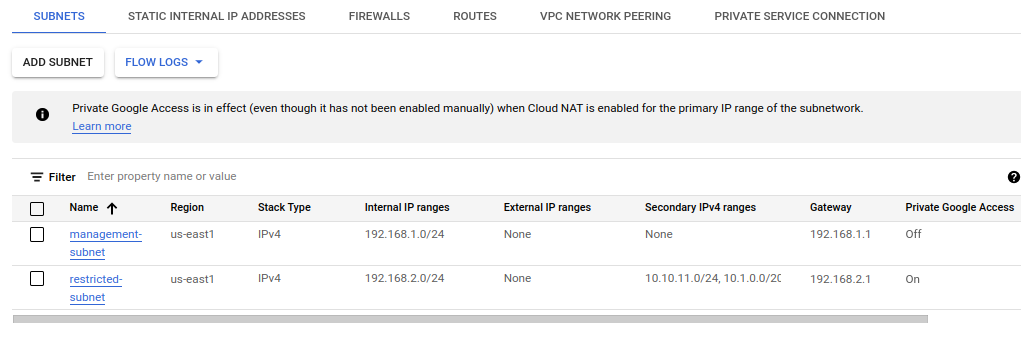 SUBNETS STATIC INTERNAL IP ADDRESSES FIREWALLS ROUTES VPC NETWORK PEERING PRIVATE SERVICE CONNECTION
ADD SUBNET FLOW LOGS
Private Google Access is in effect (even though it has not been enabled manually) when Cloud NAT is enabled for the primary IP range of the subnetwork.
Learn more
Filter Enter property name or value
Name Region Stack Type Internal IP ranges External IP ranges Secondary IPv4 ranges Gateway Private Google Access
management- us-east1 IPv4 192.168.1.0/24 None None 192.168.1.1 Off
subnet
restricted- us-east1 IPv4 192.168.2.0/24 None 10.10.11.0/24, 10.1.0.0/20 192.168.2.1 On
subnet